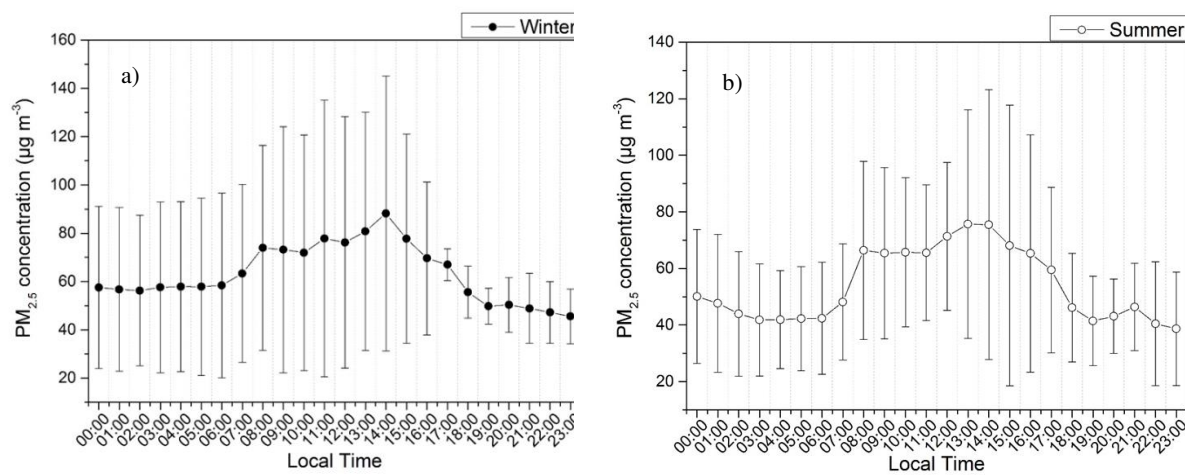 Winter
a)
160
140
120
100
80
60
40
20
PM2.5 concentration (µg m-3)
00:00 01:00 02:00 03:00 04:00 05:00 06:00 07:00 08:00 09:00 10:00 11:00 12:00 13:00 14:00 15:00 16:00 17:00 18:00 19:00 20:00 21:00 22:00 23:00
Local Time
Summer
b)
140
120
100
80
60
40
20
PM2.5 concentration (µg m-3)
00:00 01:00 02:00 03:00 04:00 05:00 06:00 07:00 08:00 09:00 10:00 11:00 12:00 13:00 14:00 15:00 16:00 17:00 18:00 19:00 20:00 21:00 22:00 23:00
Local Time